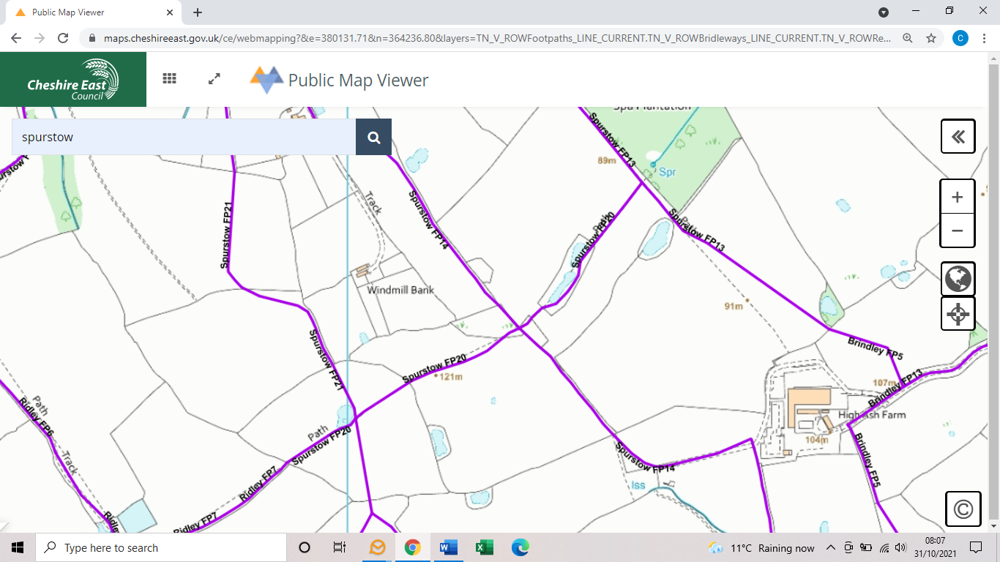 Public Map Viewer
maps.cheshireeast.gov.uk/ce/webmapping?&e=380131.71&n=364236.80&layers=TN_V_ROWFootpaths_LINE_CURRENT.TN_V_ROWBridleways_LINE_CURRENT.TN_V_ROWRe...
C
Cheshire East
Council
Public Map Viewer
spurstow
Spa Plantation
Spurstow FP13
89m
Spr
Track
Spurstow FP21
Spurstow FP14
Path
Spurstow FP20
Path
Spurstow FP13
Windmill Bank
91m
Spurstow FP21
Brindley FP5
Spurstow FP20
121m
107m
Brindley FP13
Path
Ridley FP6
High Ash Farm
Path
Spurstow FP20
104m
Track
Ridley FP7
Spurstow FP14
Brindley FP5
Iss
Ridley FP7
Type here to search
W
X
11°C Raining now
08:07
31/10/2021